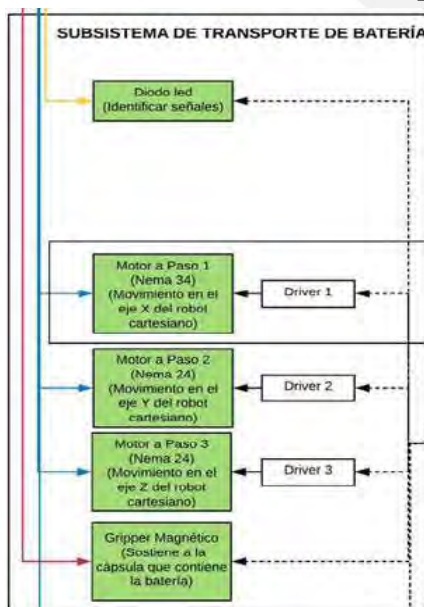 SUBSISTEMA DE TRANSPORTE DE BATERÍA
Diodo led
(Identificar señales)
Motor a Paso 1
(Nema 34)
(Movimiento en el
eje X del robot
cartesiano)
Driver 1
Motor a Paso 2
(Nema 24)
(Movimiento en el
eje Y del robot
cartesiano)
Driver 2
Motor a Paso 3
(Nema 24)
(Movimiento en el
eje Z del robot
cartesiano)
Driver 3
Gripper Magnético
(Sostiene a la
cápsula que contiene
la batería)